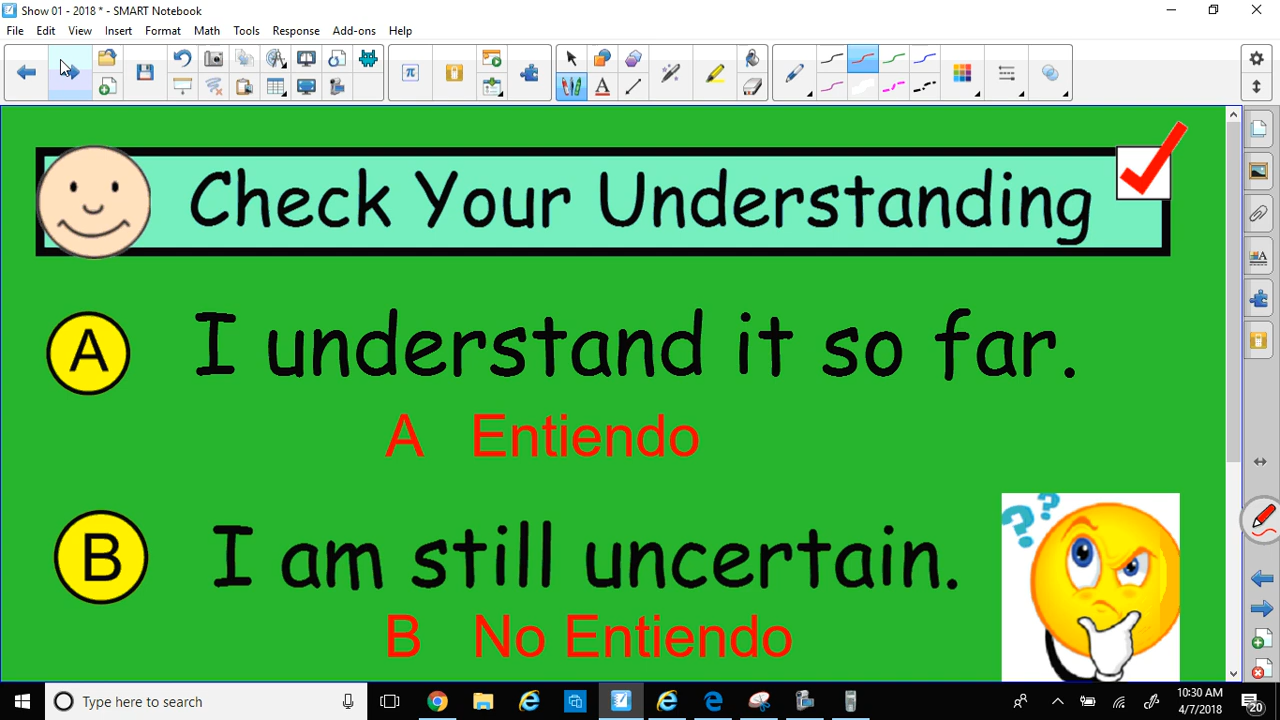 Show 01 - 2018 * - SMART Notebook
File Edit View Insert Format Math Tools Response Add-ons Help
Check Your Understanding
A I understand it so far.
A Entiendo
B I am still uncertain.
B No Entiendo
Type here to search
10:30 AM
4/7/2018
20